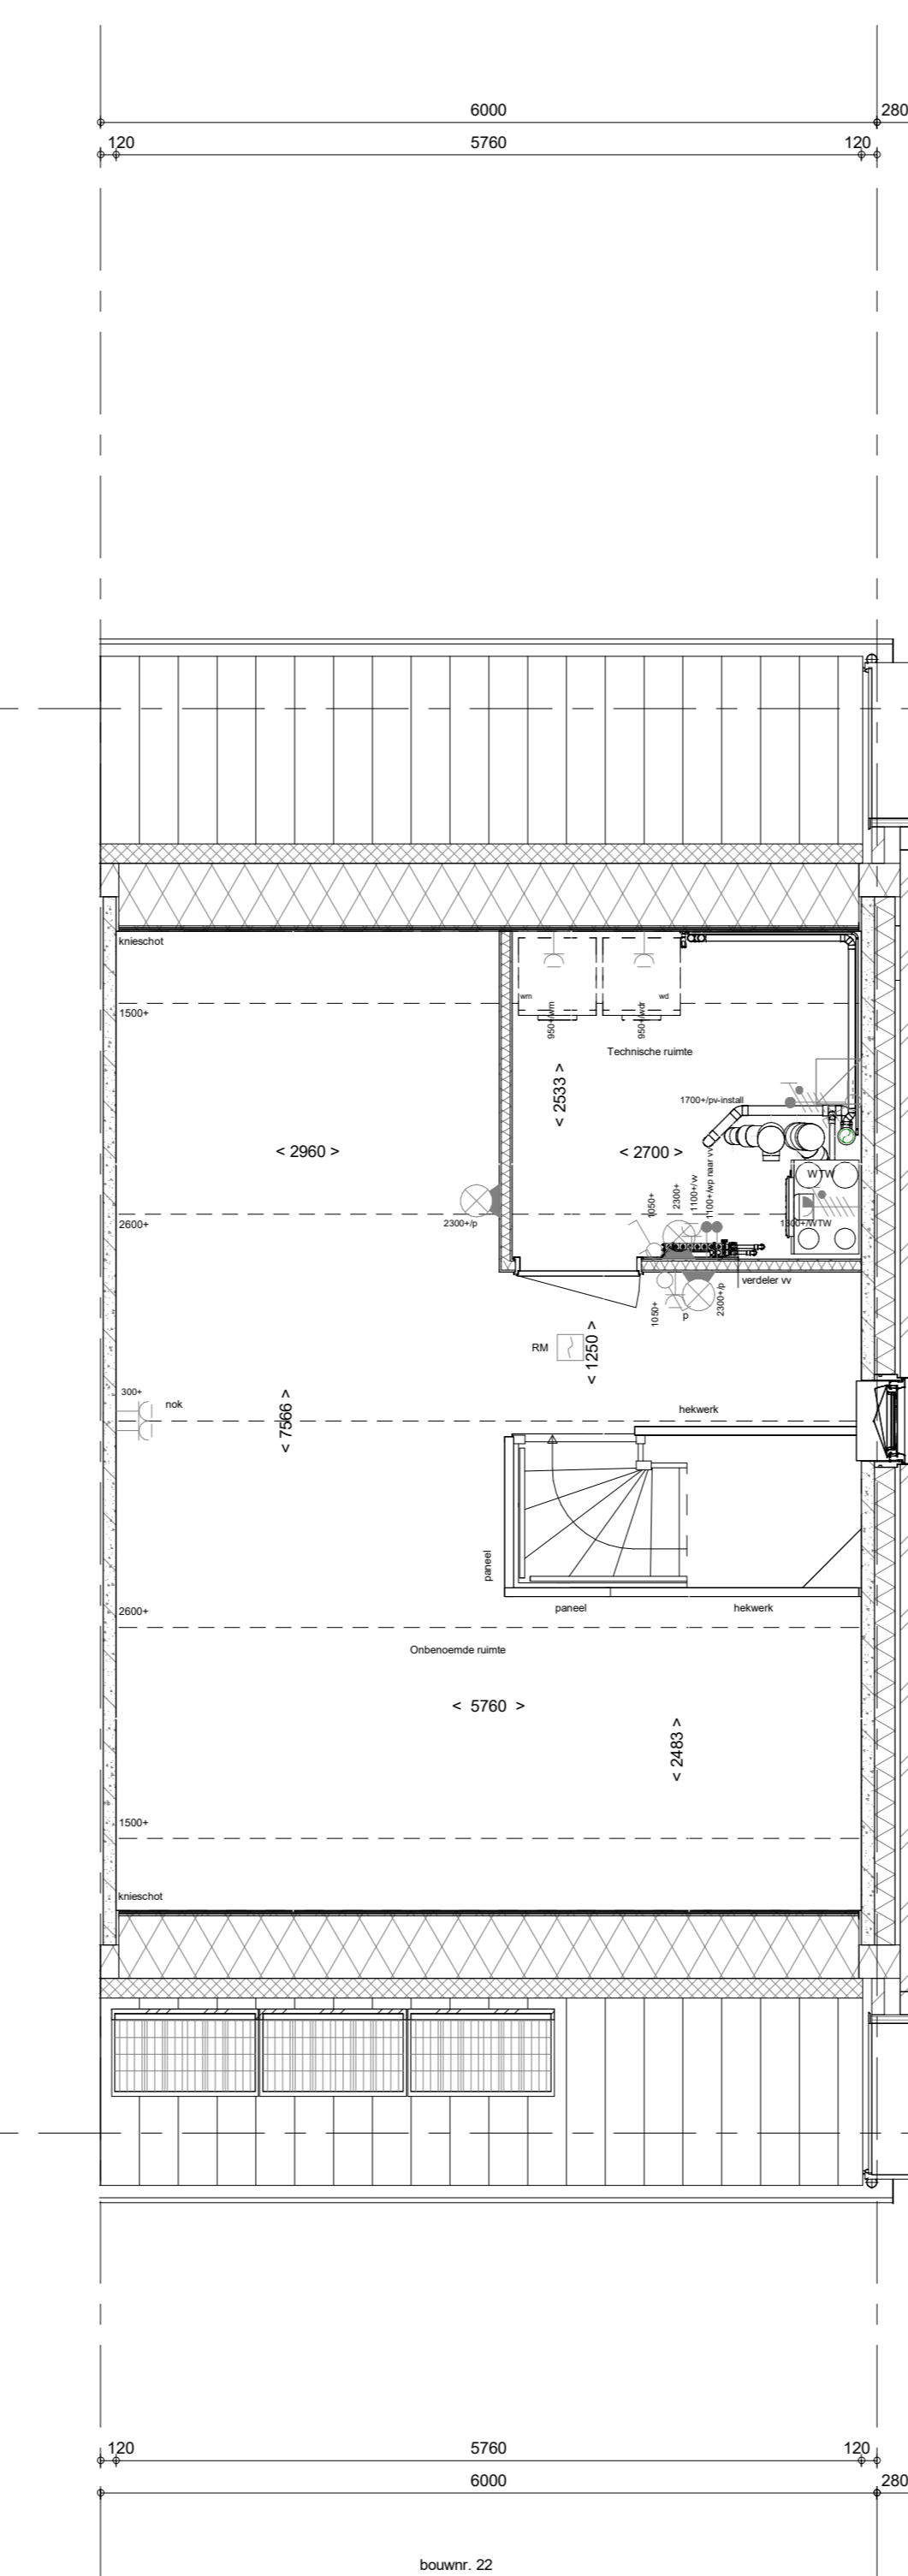 6000
280
120
5760
120
knieschot
1500+
wm
wd
950+/wm
950+/wdr
Technische ruimte
< 2533 >
1700+/pv-install
< 2960 >
< 2700 >
WTW
1050+
2300+
1100+/w
1100+/wp naar vv
2300+/p
2600+
1300+/WTW
verdeler vv
1050+
p
2300+/p
RM
< 1250 >
300+
nok
< 7566 >
hekwerk
paneel
paneel
hekwerk
2600+
Onbenoemde ruimte
< 5760 >
< 2483 >
1500+
knieschot
120
5760
120
6000
280
bouwnr. 22